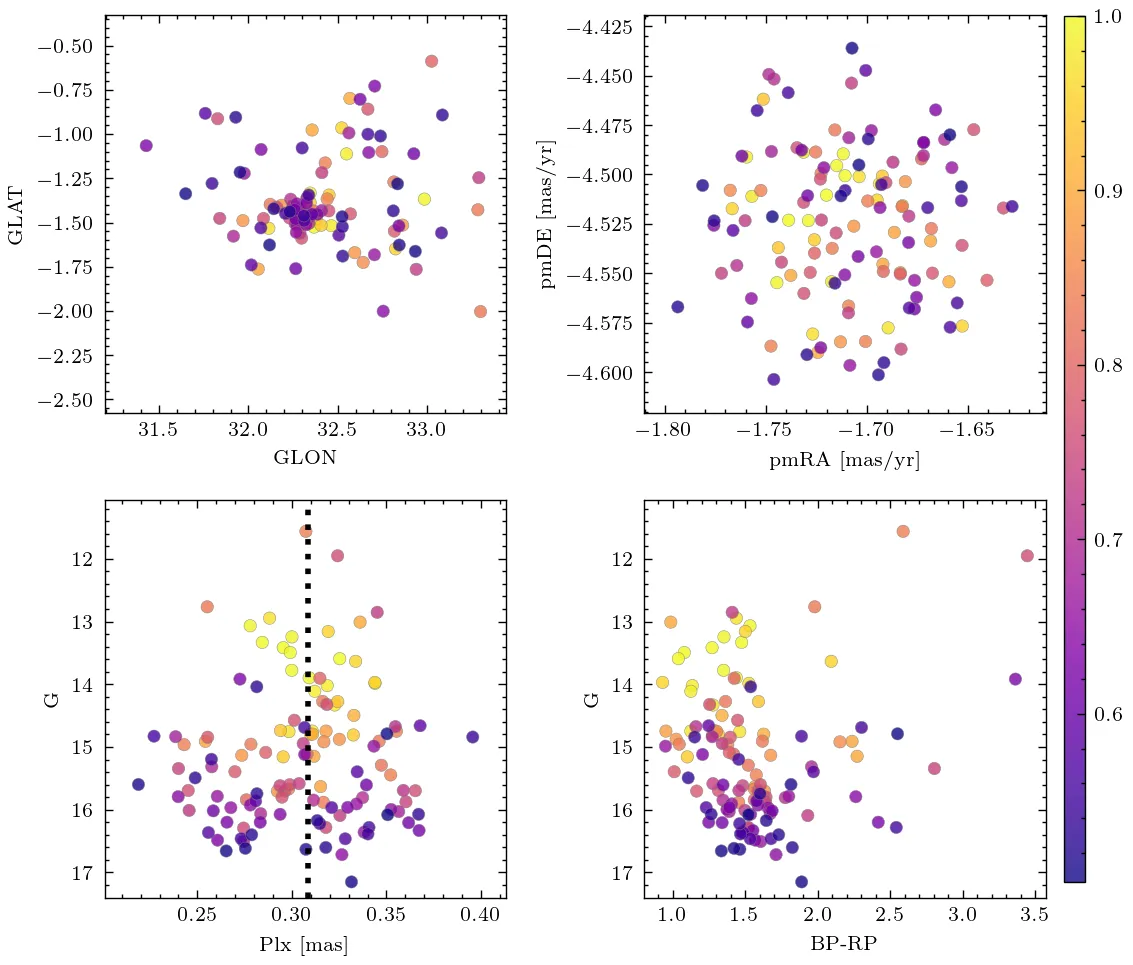 −0.50
−0.75
−1.00
−1.25
−1.50
−1.75
−2.00
−2.25
−2.50
GLAT
31.5 32.0 32.5 33.0
GLON
−4.425
−4.450
−4.475
−4.500
−4.525
−4.550
−4.575
−4.600
pmDE [mas/yr]
−1.80 −1.75 −1.70 −1.65
pmRA [mas/yr]
1.0
0.9
0.8
0.7
0.6
12
13
14
15
16
17
G
0.25 0.30 0.35 0.40
Plx [mas]
12
13
14
15
16
17
G
1.0 1.5 2.0 2.5 3.0 3.5
BP-RP